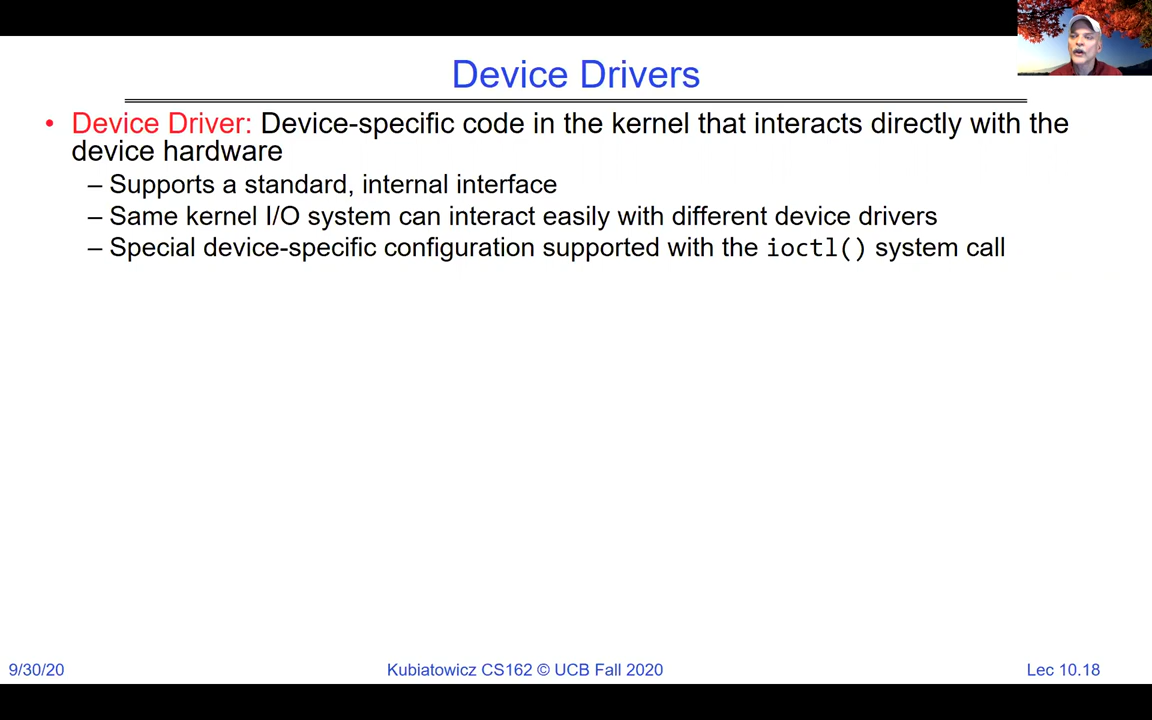 Device Drivers
• Device Driver: Device-specific code in the kernel that interacts directly with the
device hardware
– Supports a standard, internal interface
– Same kernel I/O system can interact easily with different device drivers
– Special device-specific configuration supported with the ioctl() system call
9/30/20
Kubiatowicz CS162 © UCB Fall 2020
Lec 10.18